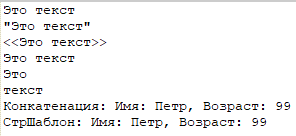 Это текст
"Это текст"
<<Это текст>>
Это текст
Это
текст
Конкатенация: Имя: Петр, Возраст: 99
СтрШаблон: Имя: Петр, Возраст: 99